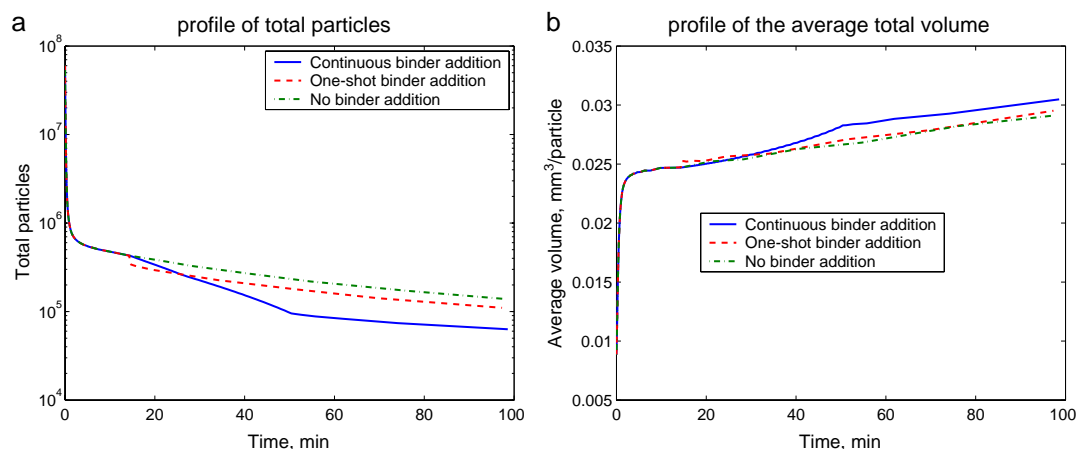 a
profile of total particles
Total particles
10^8
10^7
10^6
10^5
10^4
Continuous binder addition
One-shot binder addition
No binder addition
0 20 40 60 80 100
Time, min
b
profile of the average total volume
Average volume, mm^3/particle
0.035
0.03
0.025
0.02
0.015
0.01
0.005
Continuous binder addition
One-shot binder addition
No binder addition
0 20 40 60 80 100
Time, min